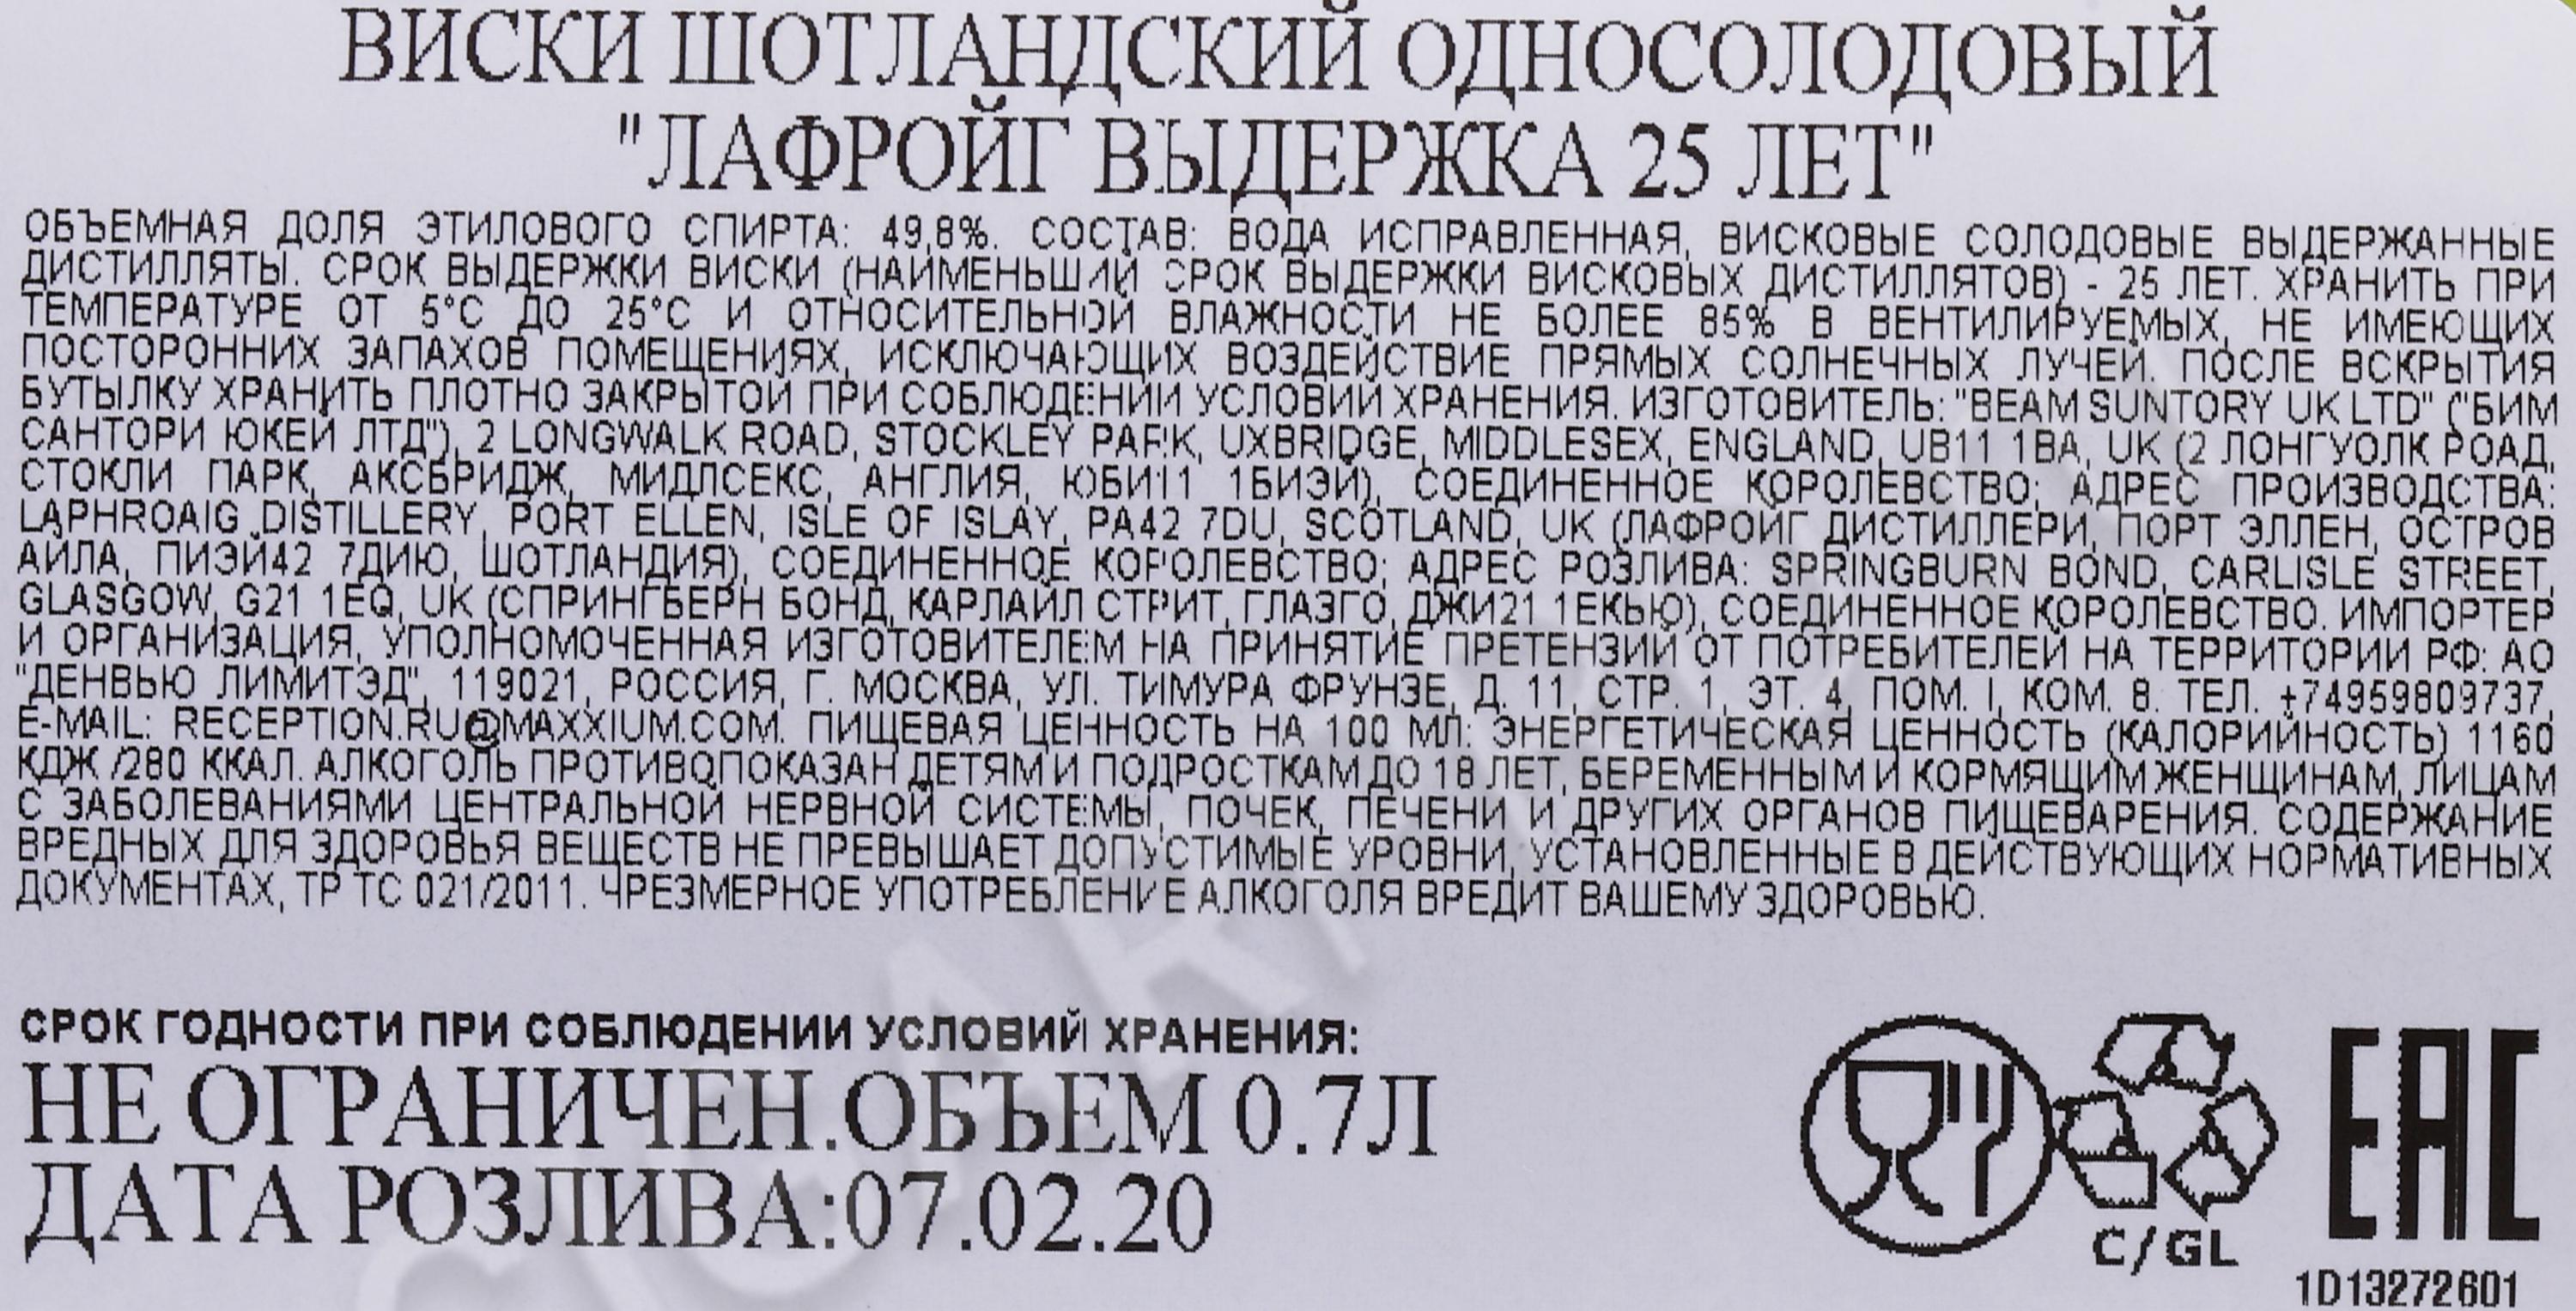 ВИСКИ ШОТЛАНДСКИЙ ОДНОСОЛОДОВЫЙ
"ЛАФРОЙГ ВЫДЕРЖКА 25 ЛЕТ"
ОБЪЕМНАЯ ДОЛЯ ЭТИЛОВОГО СПИРТА: 49,8%. СОСТАВ: ВОДА ИСПРАВЛЕННАЯ, ВИСКОВЫЕ СОЛОДОВЫЕ ВЫДЕРЖАННЫЕ
ДИСТИЛЛЯТЫ. СРОК ВЫДЕРЖКИ ВИСКИ (НАИМЕНЬШИЙ СРОК ВЫДЕРЖКИ ВИСКОВЫХ ДИСТИЛЛЯТОВ) - 25 ЛЕТ. ХРАНИТЬ ПРИ
ТЕМПЕРАТУРЕ ОТ 5°С ДО 25°С И ОТНОСИТЕЛЬНОЙ ВЛАЖНОСТИ НЕ БОЛЕЕ 85% В ВЕНТИЛИРУЕМЫХ, НЕ ИМЕЮЩИХ
ПОСТОРОННИХ ЗАПАХОВ ПОМЕЩЕНИЯХ, ИСКЛЮЧАЮЩИХ ВОЗДЕЙСТВИЕ ПРЯМЫХ СОЛНЕЧНЫХ ЛУЧЕЙ. ПОСЛЕ ВСКРЫТИЯ
БУТЫЛКУ ХРАНИТЬ ПЛОТНО ЗАКРЫТОЙ ПРИ СОБЛЮДЕНИИ УСЛОВИЙ ХРАНЕНИЯ. ИЗГОТОВИТЕЛЬ: "BEAM SUNTORY UK LTD" ("БИМ
САНТОРИ ЮКЕЙ ЛТД"), 2 LONGWALK ROAD, STOCKLEY PARK, UXBRIDGE, MIDDLESEX, ENGLAND, UB11 1BA, UK (2 ЛОНГУОЛК РОАД,
СТОКЛИ ПАРК, АКСБРИДЖ, МИДЛСЕКС, АНГЛИЯ, ЮБИ11 1БИЭЙ), СОЕДИНЕННОЕ КОРОЛЕВСТВО; АДРЕС ПРОИЗВОДСТВА:
LAPHROAIG DISTILLERY, PORT ELLEN, ISLE OF ISLAY, PA42 7DU, SCOTLAND, UK (ЛАФРОЙГ ДИСТИЛЛЕРИ, ПОРТ ЭЛЛЕН, ОСТРОВ
АЙЛА, ПИЭЙ42 7ДИЮ, ШОТЛАНДИЯ), СОЕДИНЕННОЕ КОРОЛЕВСТВО; АДРЕС РОЗЛИВА: SPRINGBURN BOND, CARLISLE STREET,
GLASGOW, G21 1EQ, UK (СПРИНГБЕРН БОНД, КАРЛАЙЛ СТРИТ, ГЛАЗГО, ДЖИ21 1ЕКЬЮ), СОЕДИНЕННОЕ КОРОЛЕВСТВО. ИМПОРТЕР
И ОРГАНИЗАЦИЯ, УПОЛНОМОЧЕННАЯ ИЗГОТОВИТЕЛЕМ НА ПРИНЯТИЕ ПРЕТЕНЗИЙ ОТ ПОТРЕБИТЕЛЕЙ НА ТЕРРИТОРИИ РФ: АО
"ДЕНВЬЮ ЛИМИТЭД", 119021, РОССИЯ, Г. МОСКВА, УЛ. ТИМУРА ФРУНЗЕ, Д. 11, СТР. 1, ЭТ. 4, ПОМ. I, КОМ. 8. ТЕЛ. +74959809737,
E-MAIL: RECEPTION.RU@MAXXIUM.COM. ПИЩЕВАЯ ЦЕННОСТЬ НА 100 МЛ: ЭНЕРГЕТИЧЕСКАЯ ЦЕННОСТЬ (КАЛОРИЙНОСТЬ) 1160
КДЖ /280 ККАЛ. АЛКОГОЛЬ ПРОТИВОПОКАЗАН ДЕТЯМ И ПОДРОСТКАМ ДО 18 ЛЕТ, БЕРЕМЕННЫМ И КОРМЯЩИМ ЖЕНЩИНАМ, ЛИЦАМ
С ЗАБОЛЕВАНИЯМИ ЦЕНТРАЛЬНОЙ НЕРВНОЙ СИСТЕМЫ, ПОЧЕК, ПЕЧЕНИ И ДРУГИХ ОРГАНОВ ПИЩЕВАРЕНИЯ. СОДЕРЖАНИЕ
ВРЕДНЫХ ДЛЯ ЗДОРОВЬЯ ВЕЩЕСТВ НЕ ПРЕВЫШАЕТ ДОПУСТИМЫЕ УРОВНИ, УСТАНОВЛЕННЫЕ В ДЕЙСТВУЮЩИХ НОРМАТИВНЫХ
ДОКУМЕНТАХ, ТР ТС 021/2011. ЧРЕЗМЕРНОЕ УПОТРЕБЛЕНИЕ АЛКОГОЛЯ ВРЕДИТ ВАШЕМУ ЗДОРОВЬЮ.
СРОК ГОДНОСТИ ПРИ СОБЛЮДЕНИИ УСЛОВИЙ ХРАНЕНИЯ:
НЕ ОГРАНИЧЕН.ОБЪЕМ 0.7Л
ДАТА РОЗЛИВА:07.02.20
C/GL
EAC
1D13272601